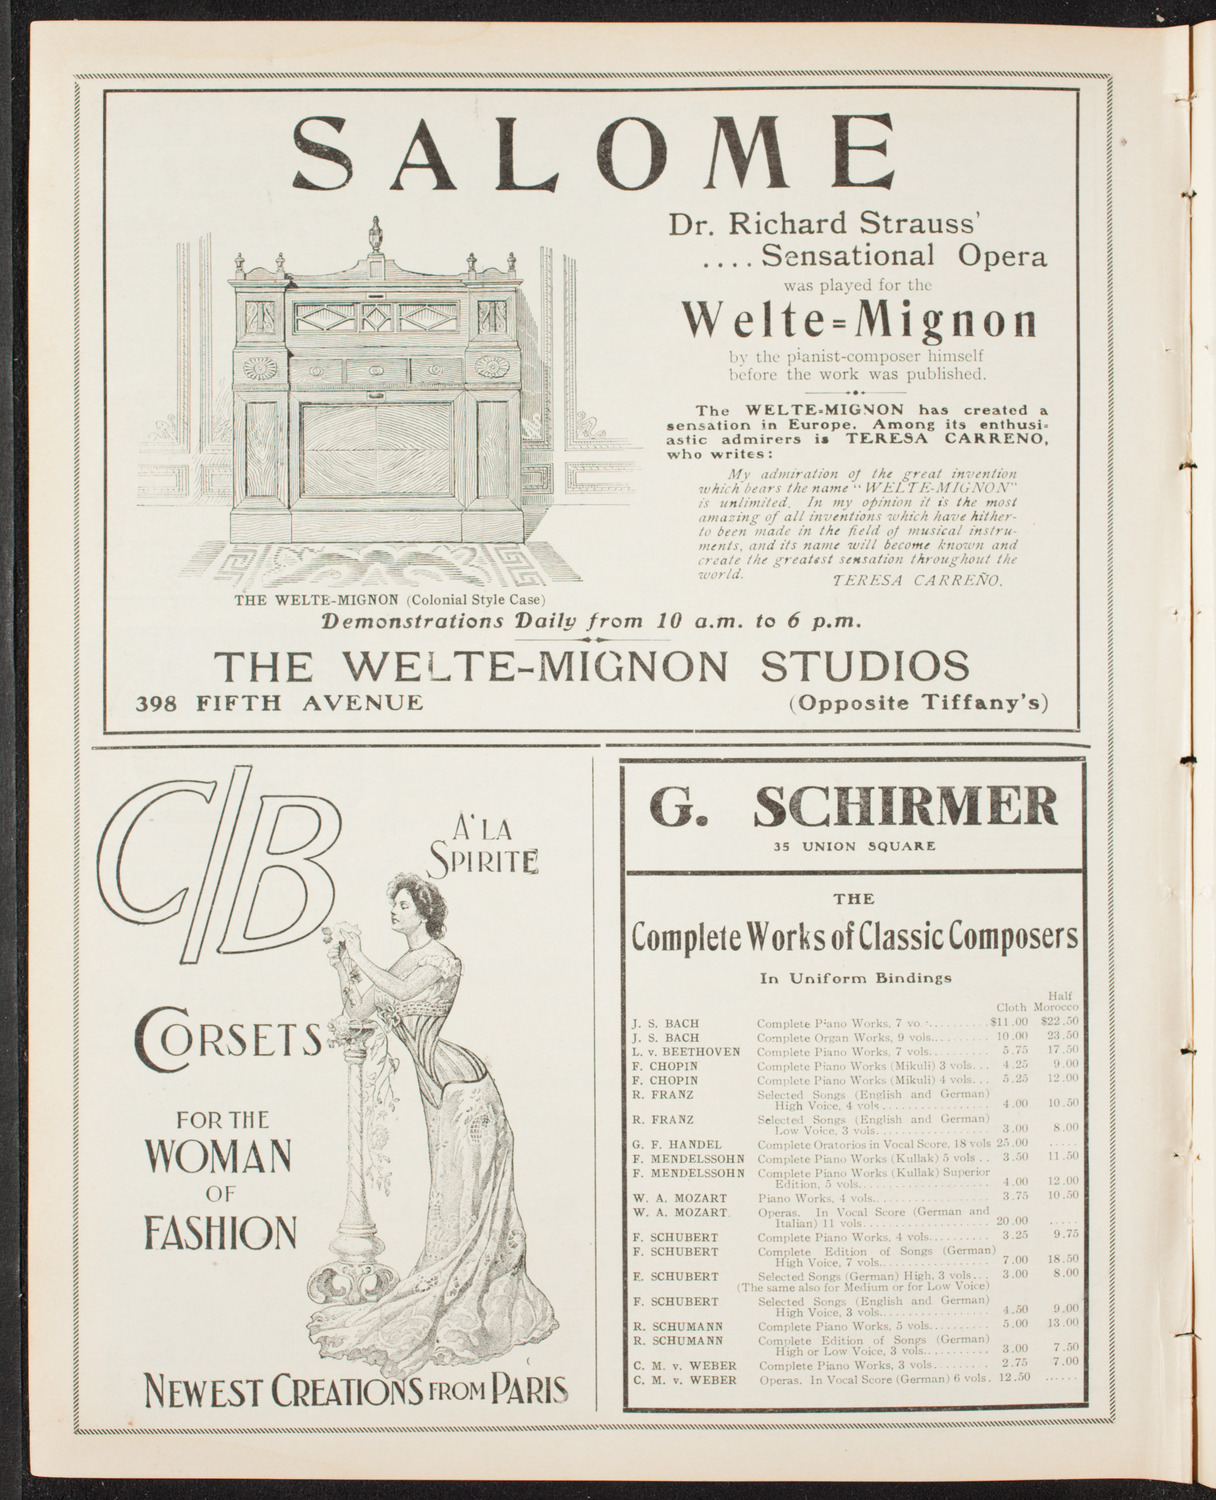 SALOME
Dr. Richard Strauss'
.... Sensational Opera
was played for the
Welte=Mignon
by the pianist-composer himself
before the work was published.
The WELTE=MIGNON has created a
sensation in Europe. Among its enthusi-
astic admirers is TERESA CARRENO,
who writes:
My admiration of the great invention
which bears the name "WELTE-MIGNON"
is unlimited. In my opinion it is the most
amazing of all inventions which have hither-
to been made in the field of musical instru-
ments, and its name will become known and
create the greatest sensation throughout the
world.
TERESA CARREÑO.
THE WELTE-MIGNON (Colonial Style Case)
Demonstrations Daily from 10 a.m. to 6 p.m.
THE WELTE-MIGNON STUDIOS
398 FIFTH AVENUE (Opposite Tiffany's)
C/B
A' LA
SPIRITE
CORSETS
FOR THE
WOMAN
OF
FASHION
NEWEST CREATIONS FROM PARIS
G. SCHIRMER
35 UNION SQUARE
THE
Complete Works of Classic Composers
In Uniform Bindings
Half
Cloth Morocco
J. S. BACH Complete Piano Works, 7 vo ......... $11.00 $22.50
J. S. BACH Complete Organ Works, 9 vols......... 10.00 23.50
L. v. BEETHOVEN Complete Piano Works, 7 vols......... 5.75 17.50
F. CHOPIN Complete Piano Works (Mikuli) 3 vols... 4.25 9.00
F. CHOPIN Complete Piano Works (Mikuli) 4 vols... 5.25 12.00
R. FRANZ Selected Songs (English and German)
High Voice, 4 vols................. 4.00 10.50
R. FRANZ Selected Songs (English and German)
Low Voice, 3 vols.................. 3.00 8.00
G. F. HANDEL Complete Oratorios in Vocal Score, 18 vols 25.00 .....
F. MENDELSSOHN Complete Piano Works (Kullak) 5 vols .. 3.50 11.50
F. MENDELSSOHN Complete Piano Works (Kullak) Superior
Edition, 5 vols.................... 4.00 12.00
W. A. MOZART Piano Works, 4 vols.................. 3.75 10.50
W. A. MOZART Operas. In Vocal Score (German and
Italian) 11 vols.................... 20.00 .....
F. SCHUBERT Complete Piano Works, 4 vols......... 3.25 9.75
F. SCHUBERT Complete Edition of Songs (German)
High Voice, 7 vols................. 7.00 18.50
F. SCHUBERT Selected Songs (German) High, 3 vols... 3.00 8.00
(The same also for Medium or for Low Voice)
F. SCHUBERT Selected Songs (English and German)
High Voice, 3 vols................. 4.50 9.00
R. SCHUMANN Complete Piano Works, 5 vols......... 5.00 13.00
R. SCHUMANN Complete Edition of Songs (German)
High or Low Voice, 3 vols.......... 3.00 7.50
C. M. v. WEBER Complete Piano Works, 3 vols......... 2.75 7.00
C. M. v. WEBER Operas. In Vocal Score (German) 6 vols. 12.50 ......